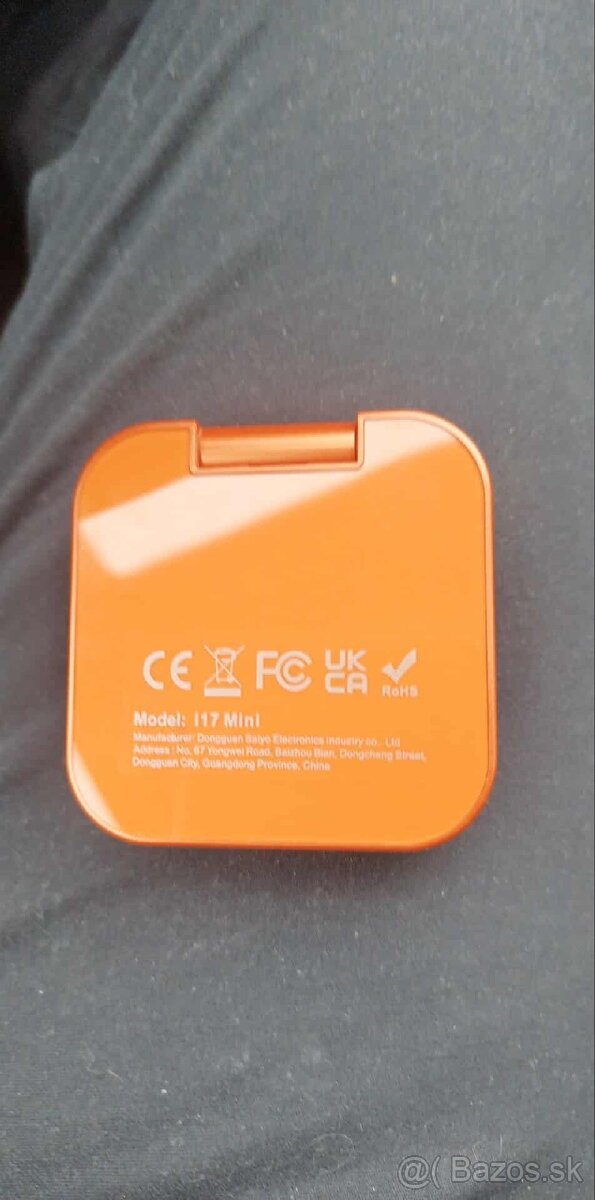 CE FC UK CA RoHS
Model: i17 Mini
Manufacturer: Dongguan Saiyo Electronics Industry co., Ltd
Address : No, 67 Yongwei Road, Baizhou Bian, Dongcheng Street,
Dongguan City, Guangdong Province, China
@( Bazos.sk